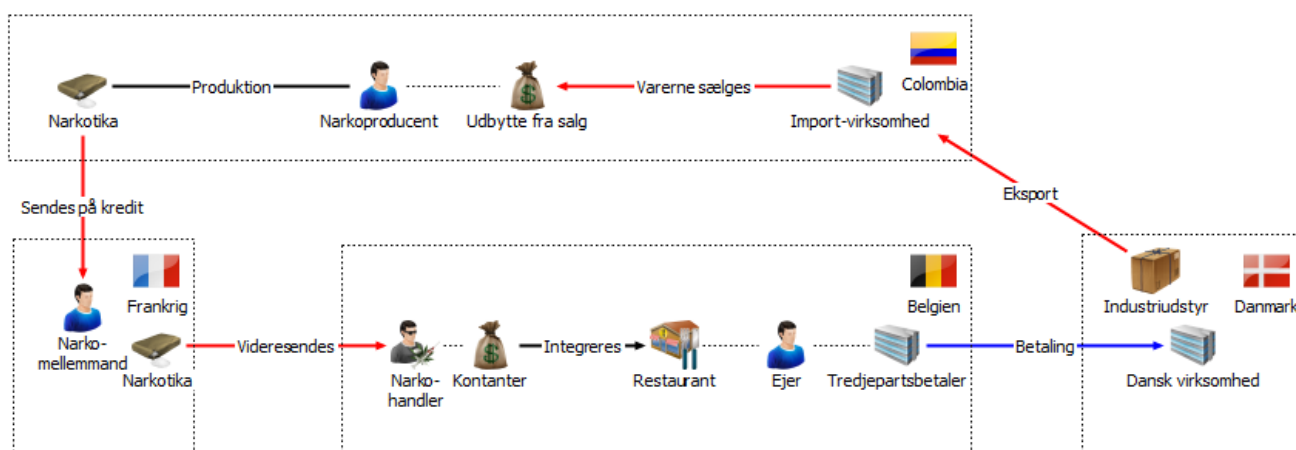 Produktion
Varerne sælges
Colombia
Narkotika
Narkoproducent
Udbytte fra salg
Import-virksomhed
Sendes på kredit
Eksport
Frankrig
Belgien
Industriudstyr
Danmark
Narko-
mellemmand
Narkotika
Videresendes
Narko-
handler
Kontanter
Integreres
Restaurant
Ejer
Tredjepartsbetaler
Betaling
Dansk virksomhed